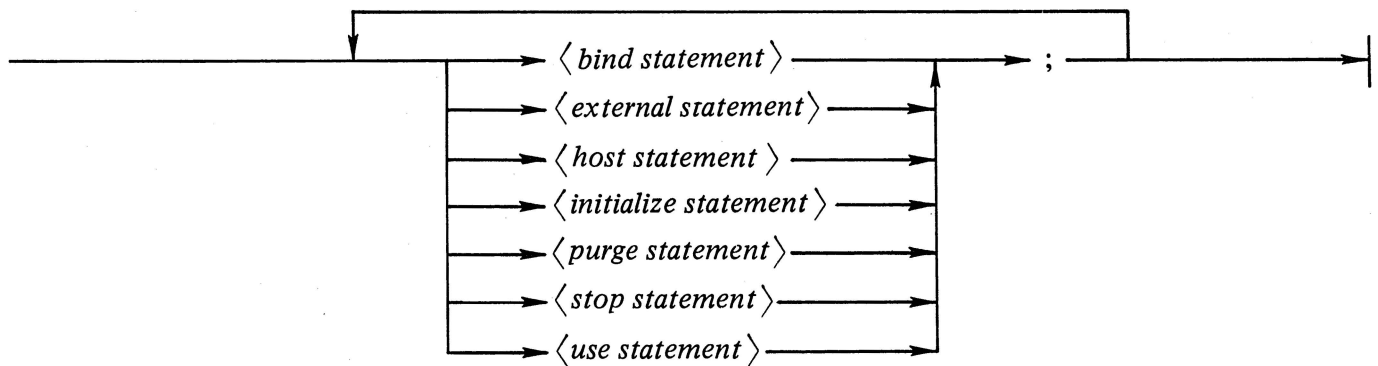 ⟨bind statement⟩ ;
⟨external statement⟩
⟨host statement ⟩
⟨initialize statement⟩
⟨purge statement⟩
⟨stop statement⟩
⟨use statement⟩